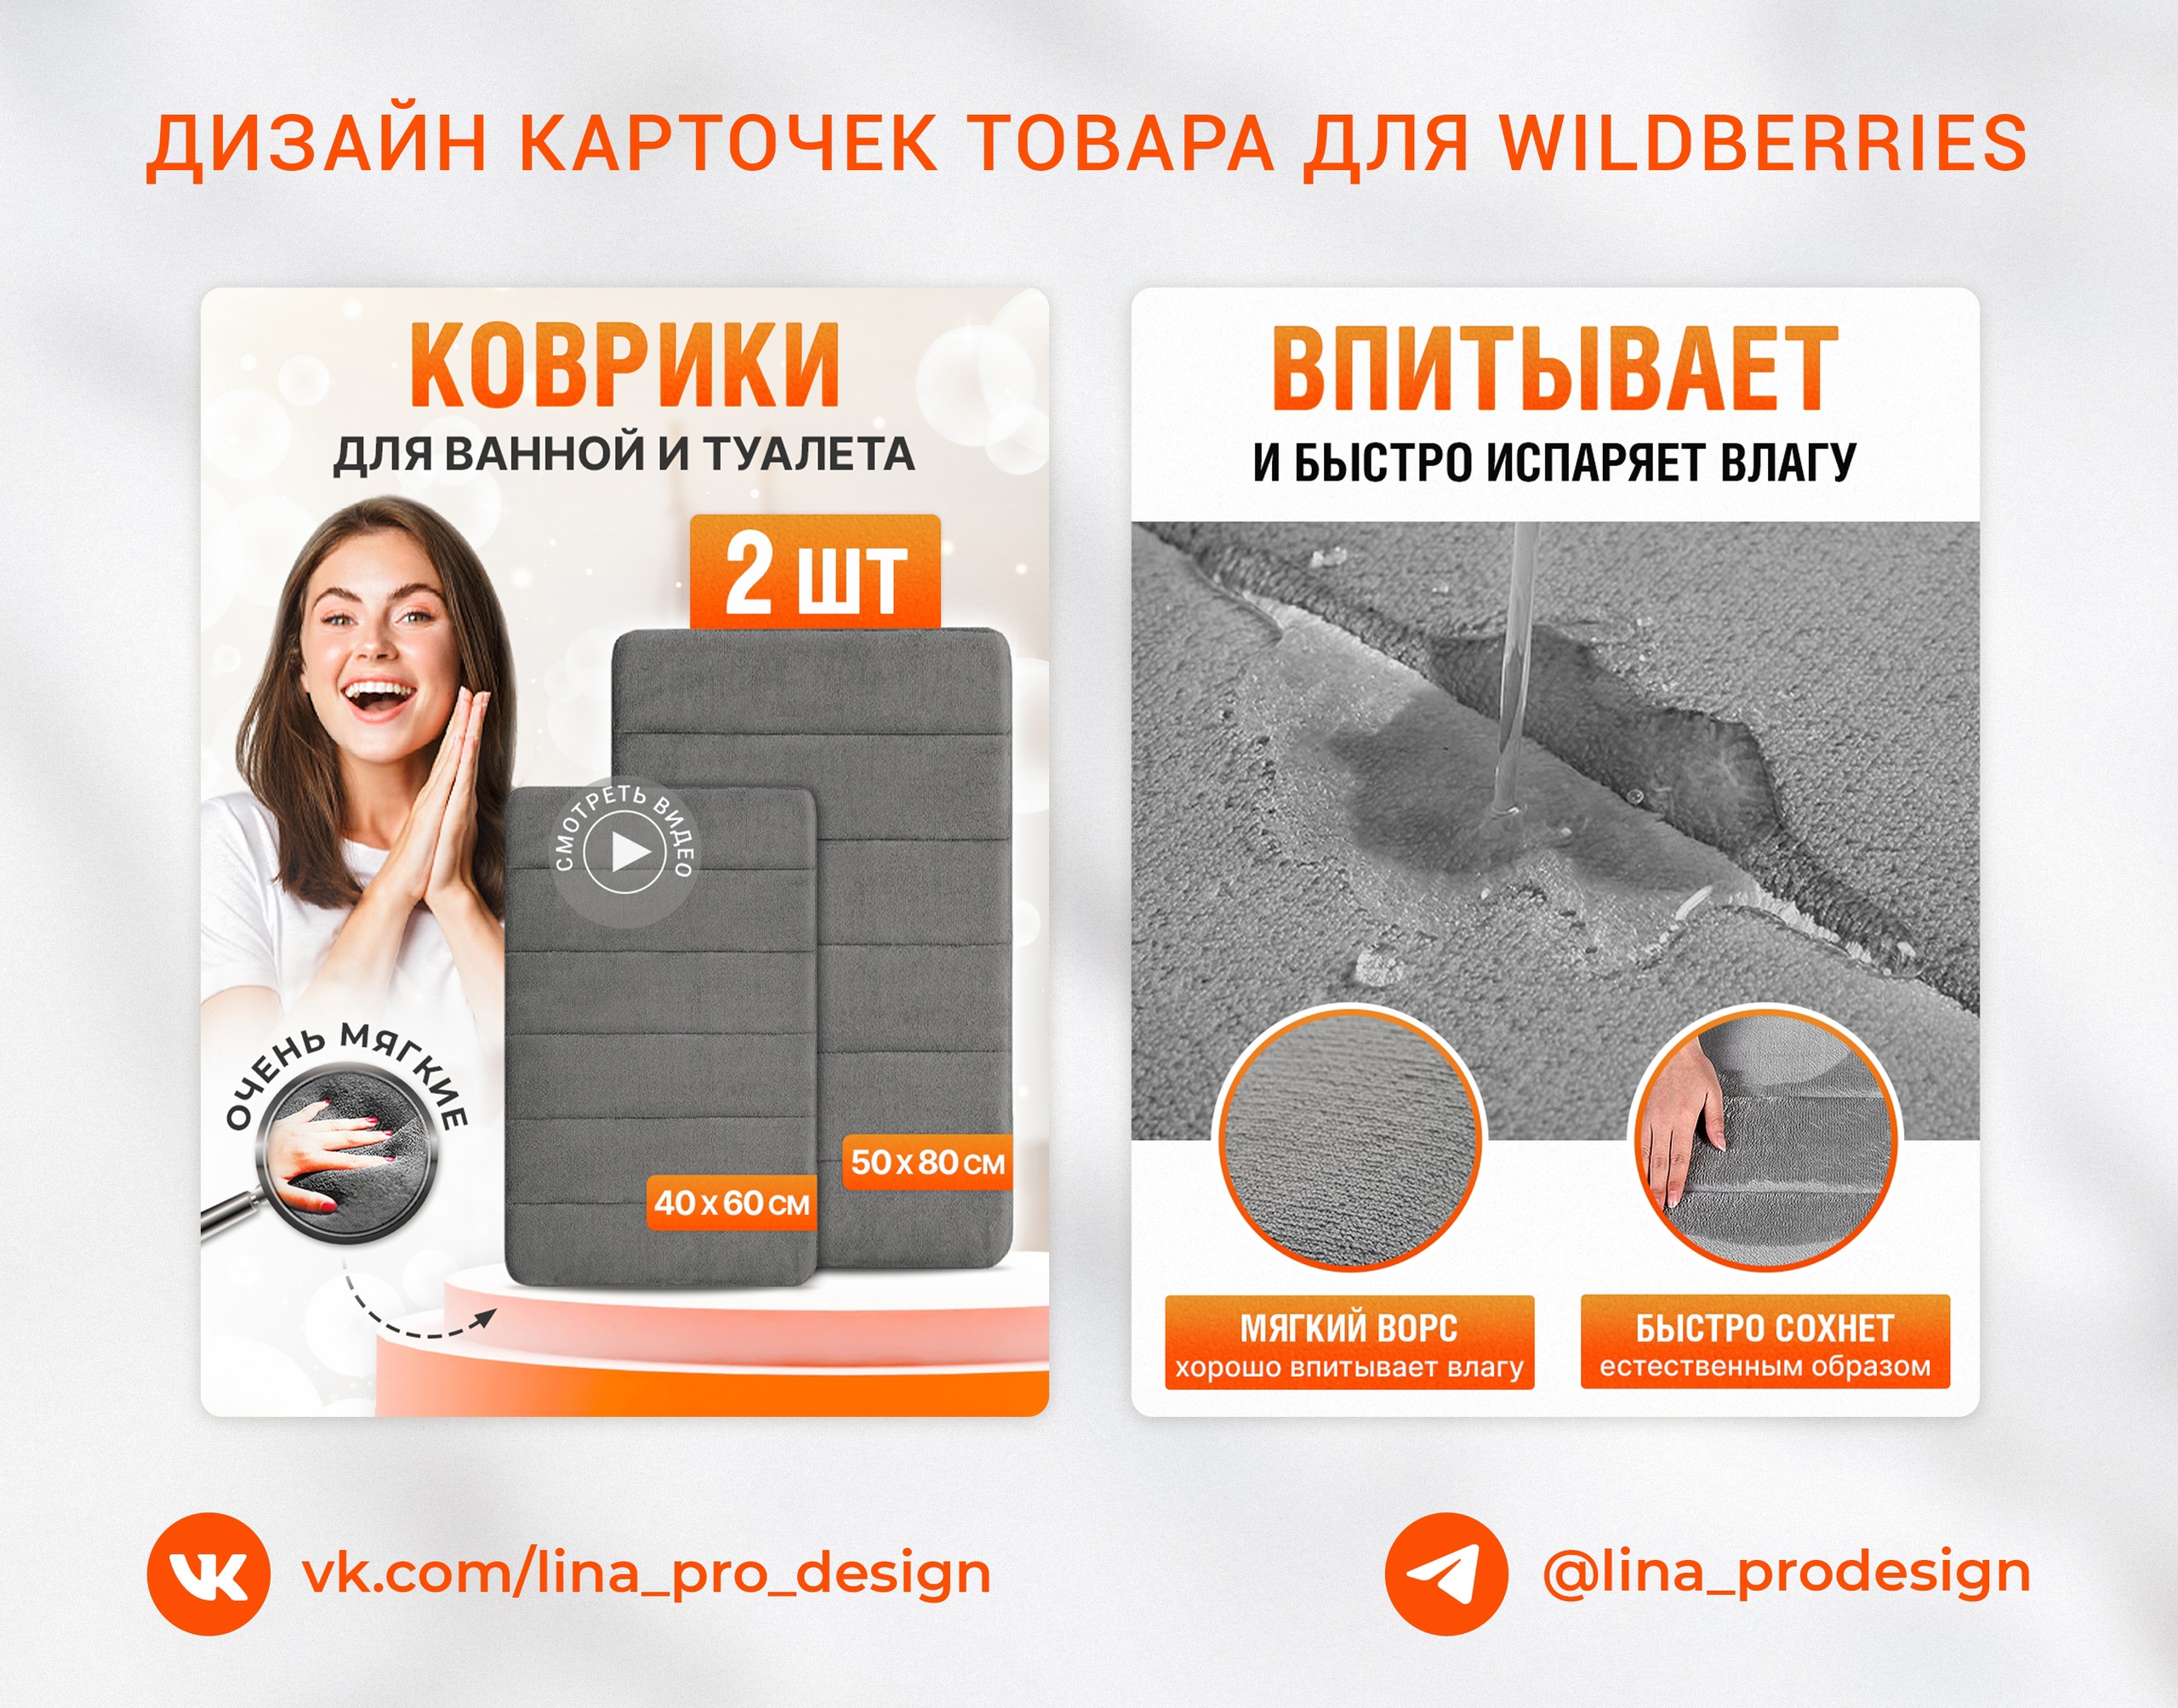 ДИЗАЙН КАРТОЧЕК ТОВАРА ДЛЯ WILDBERRIES
КОВРИКИ
ДЛЯ ВАННОЙ И ТУАЛЕТА
2 ШТ
СМОТРЕТЬ ВИДЕО
ОЧЕНЬ МЯГКИЕ
50 х 80 СМ
40 х 60 СМ
ВПИТЫВАЕТ
И БЫСТРО ИСПАРЯЕТ ВЛАГУ
МЯГКИЙ ВОРС
хорошо впитывает влагу
БЫСТРО СОХНЕТ
естественным образом
vk.com/lina_pro_design
@lina_prodesign